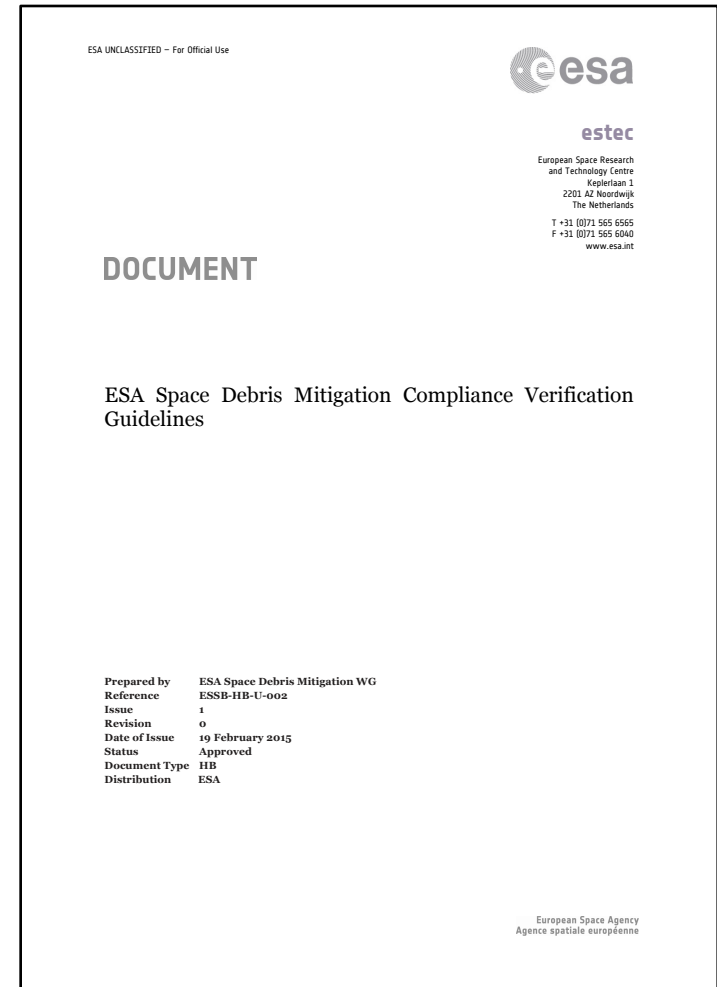 ESA UNCLASSIFIED – For Official Use
esa
estec
European Space Research
and Technology Centre
Keplerlaan 1
2201 AZ Noordwijk
The Netherlands
T +31 (0)71 565 6565
F +31 (0)71 565 6040
www.esa.int
DOCUMENT
ESA Space Debris Mitigation Compliance Verification
Guidelines
Prepared by ESA Space Debris Mitigation WG
Reference ESSB-HB-U-002
Issue 1
Revision 0
Date of Issue 19 February 2015
Status Approved
Document Type HB
Distribution ESA
European Space Agency
Agence spatiale européenne